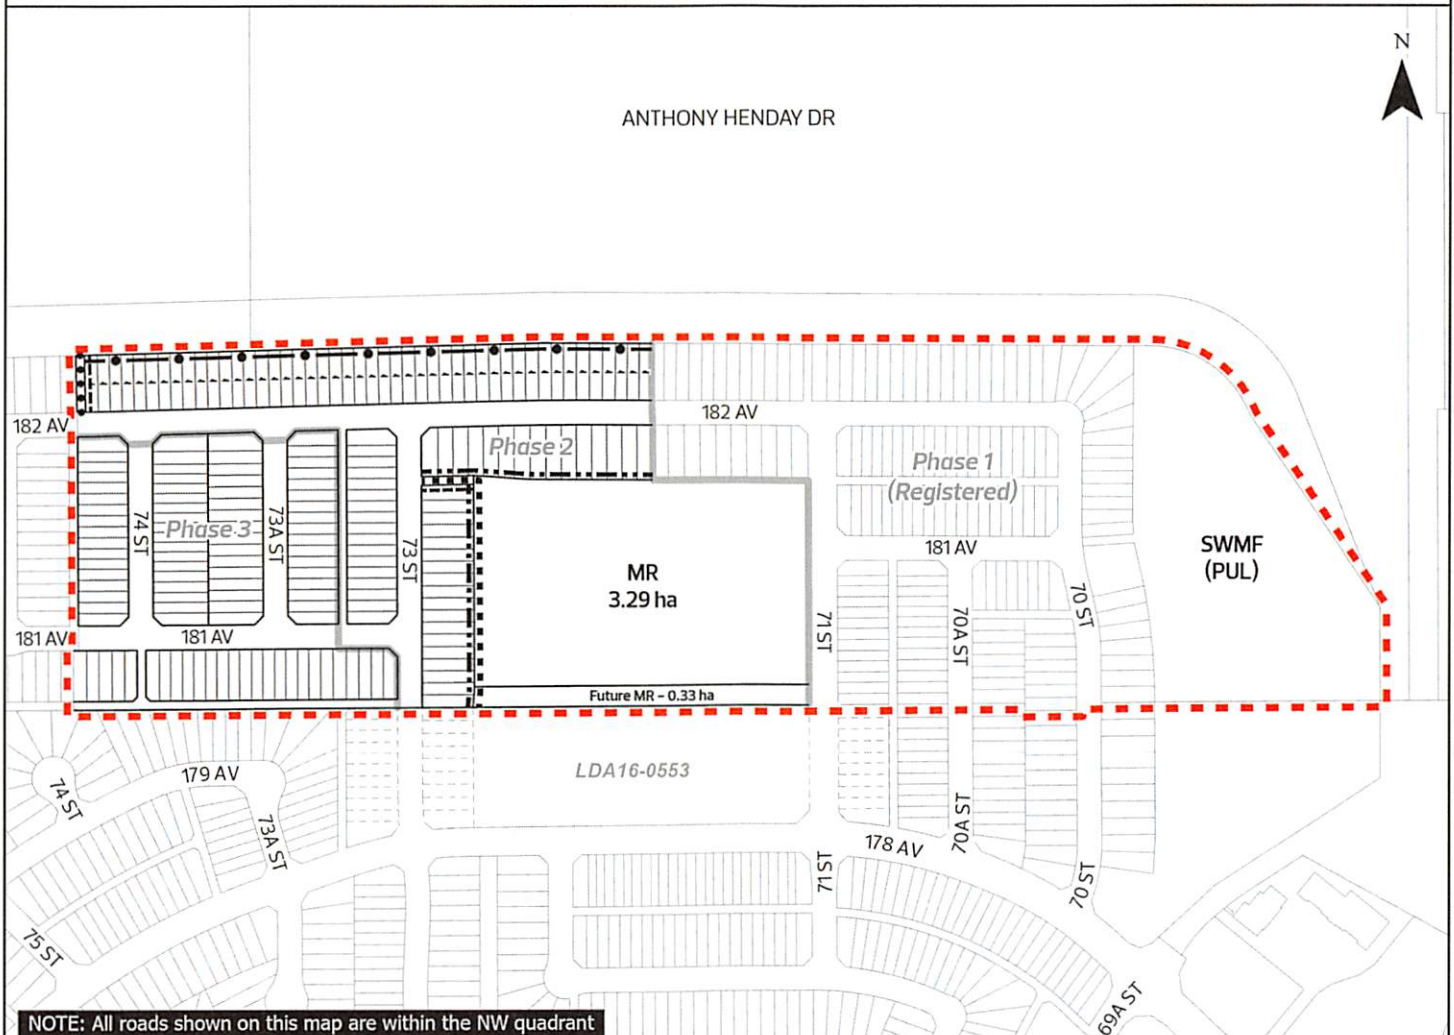 N
ANTHONY HENDAY DR
182 AV
182 AV
Phase 2
Phase 1
(Registered)
74 ST
Phase 3
73A ST
73 ST
181 AV
SWMF
(PUL)
MR
3.29 ha
70 ST
71 ST
70A ST
181 AV
181 AV
Future MR - 0.33 ha
LDA16-0553
179 AV
74 ST
73A ST
70A ST
178 AV
71 ST
70 ST
75 ST
69A ST
NOTE: All roads shown on this map are within the NW quadrant